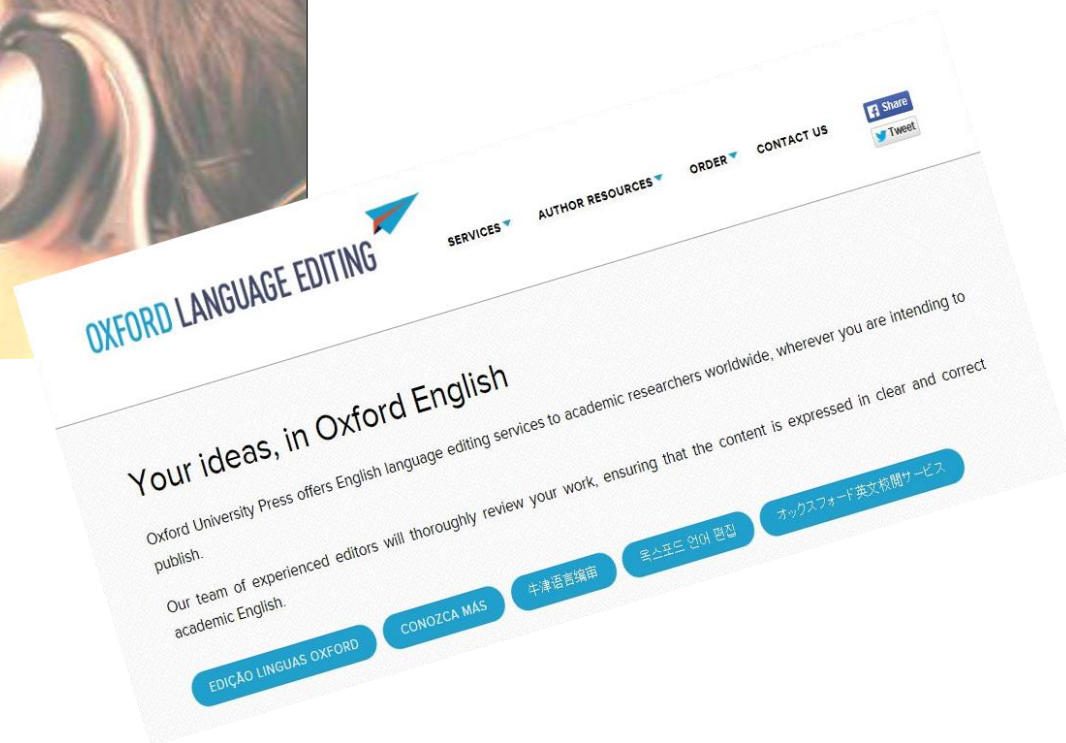 OXFORD LANGUAGE EDITING
SERVICES
AUTHOR RESOURCES
ORDER
CONTACT US
Share
Tweet
Your ideas, in Oxford English
Oxford University Press offers English language editing services to academic researchers worldwide, wherever you are intending to
publish.
Our team of experienced editors will thoroughly review your work, ensuring that the content is expressed in clear and correct
academic English.
EDIÇÃO LINGUAS OXFORD
CONOZCA MÁS
牛津语言编审
옥스포드 언어 편집
オックスフォード英文校閲サービス